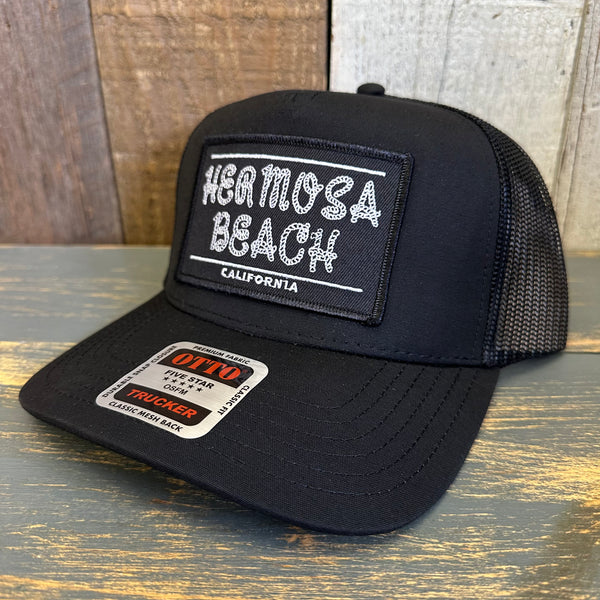 HERMOSA
BEACH
CALIFORNIA
PREMIUM FABRIC
DURABLE SNAP CLOSURE
OTTO
FIVE STAR
★★★★★
OSFM
TRUCKER
CLASSIC FIT
CLASSIC MESH BACK